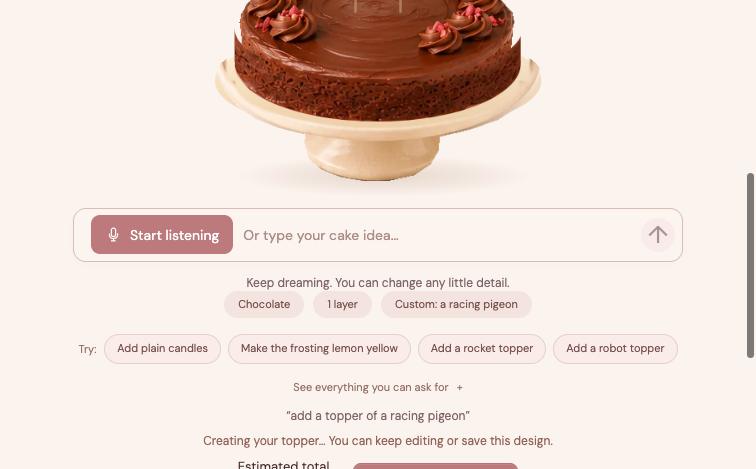 Start listening
Or type your cake idea...
Keep dreaming. You can change any little detail.
Chocolate
1 layer
Custom: a racing pigeon
Try:
Add plain candles
Make the frosting lemon yellow
Add a rocket topper
Add a robot topper
See everything you can ask for +
“add a topper of a racing pigeon”
Creating your topper... You can keep editing or save this design.
Estimated total